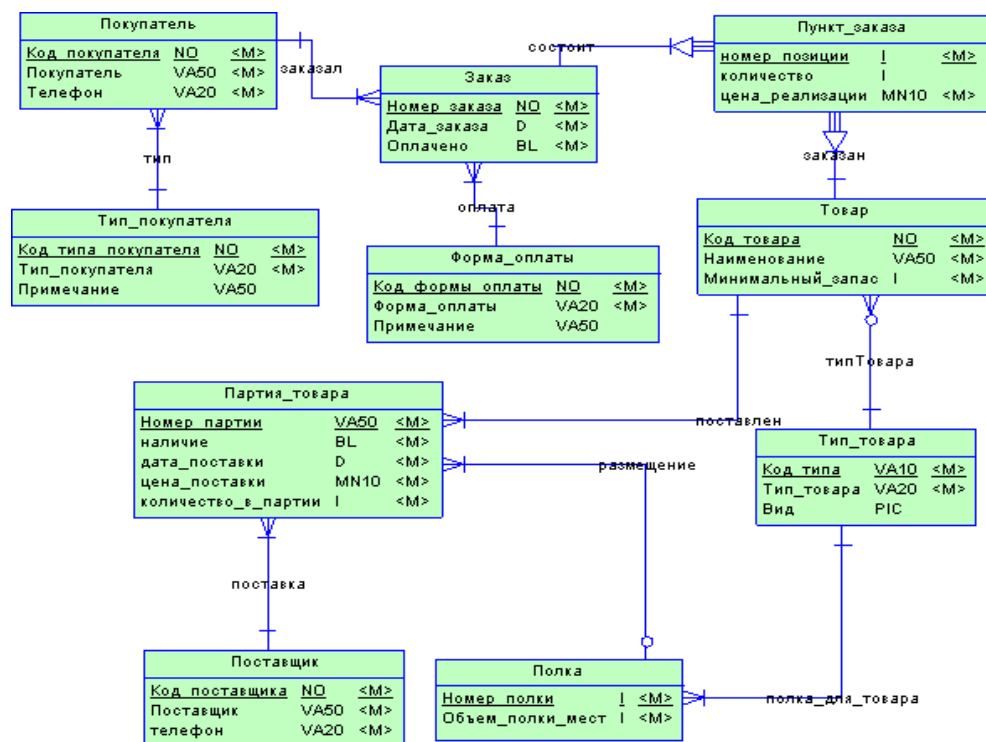 Покупатель
Код_покупателя NO <M>
Покупатель VA50 <M>
Телефон VA20 <M>
заказал
состоит
Пункт_заказа
номер_позиции I <M>
количество I
цена_реализации MN10 <M>
Заказ
Номер_заказа NO <M>
Дата_заказа D <M>
Оплачено BL <M>
тип
заказан
оплата
Тип_покупателя
Код_типа_покупателя NO <M>
Тип_покупателя VA20 <M>
Примечание VA50
Форма_оплаты
Код_формы_оплаты NO <M>
Форма_оплаты VA20 <M>
Примечание VA50
Товар
Код_товара NO <M>
Наименование VA50 <M>
Минимальный_запас I <M>
типТовара
Партия_товара
Номер_партии VA50 <M>
наличие BL <M>
дата_поставки D <M>
цена_поставки MN10 <M>
количество_в_партии I <M>
поставлен
размещение
Тип_товара
Код_типа VA10 <M>
Тип_товара VA20 <M>
Вид PIC
поставка
Поставщик
Код_поставщика NO <M>
Поставщик VA50 <M>
телефон VA20 <M>
Полка
Номер_полки I <M>
Объем_полки_мест I <M>
полка_для_товара